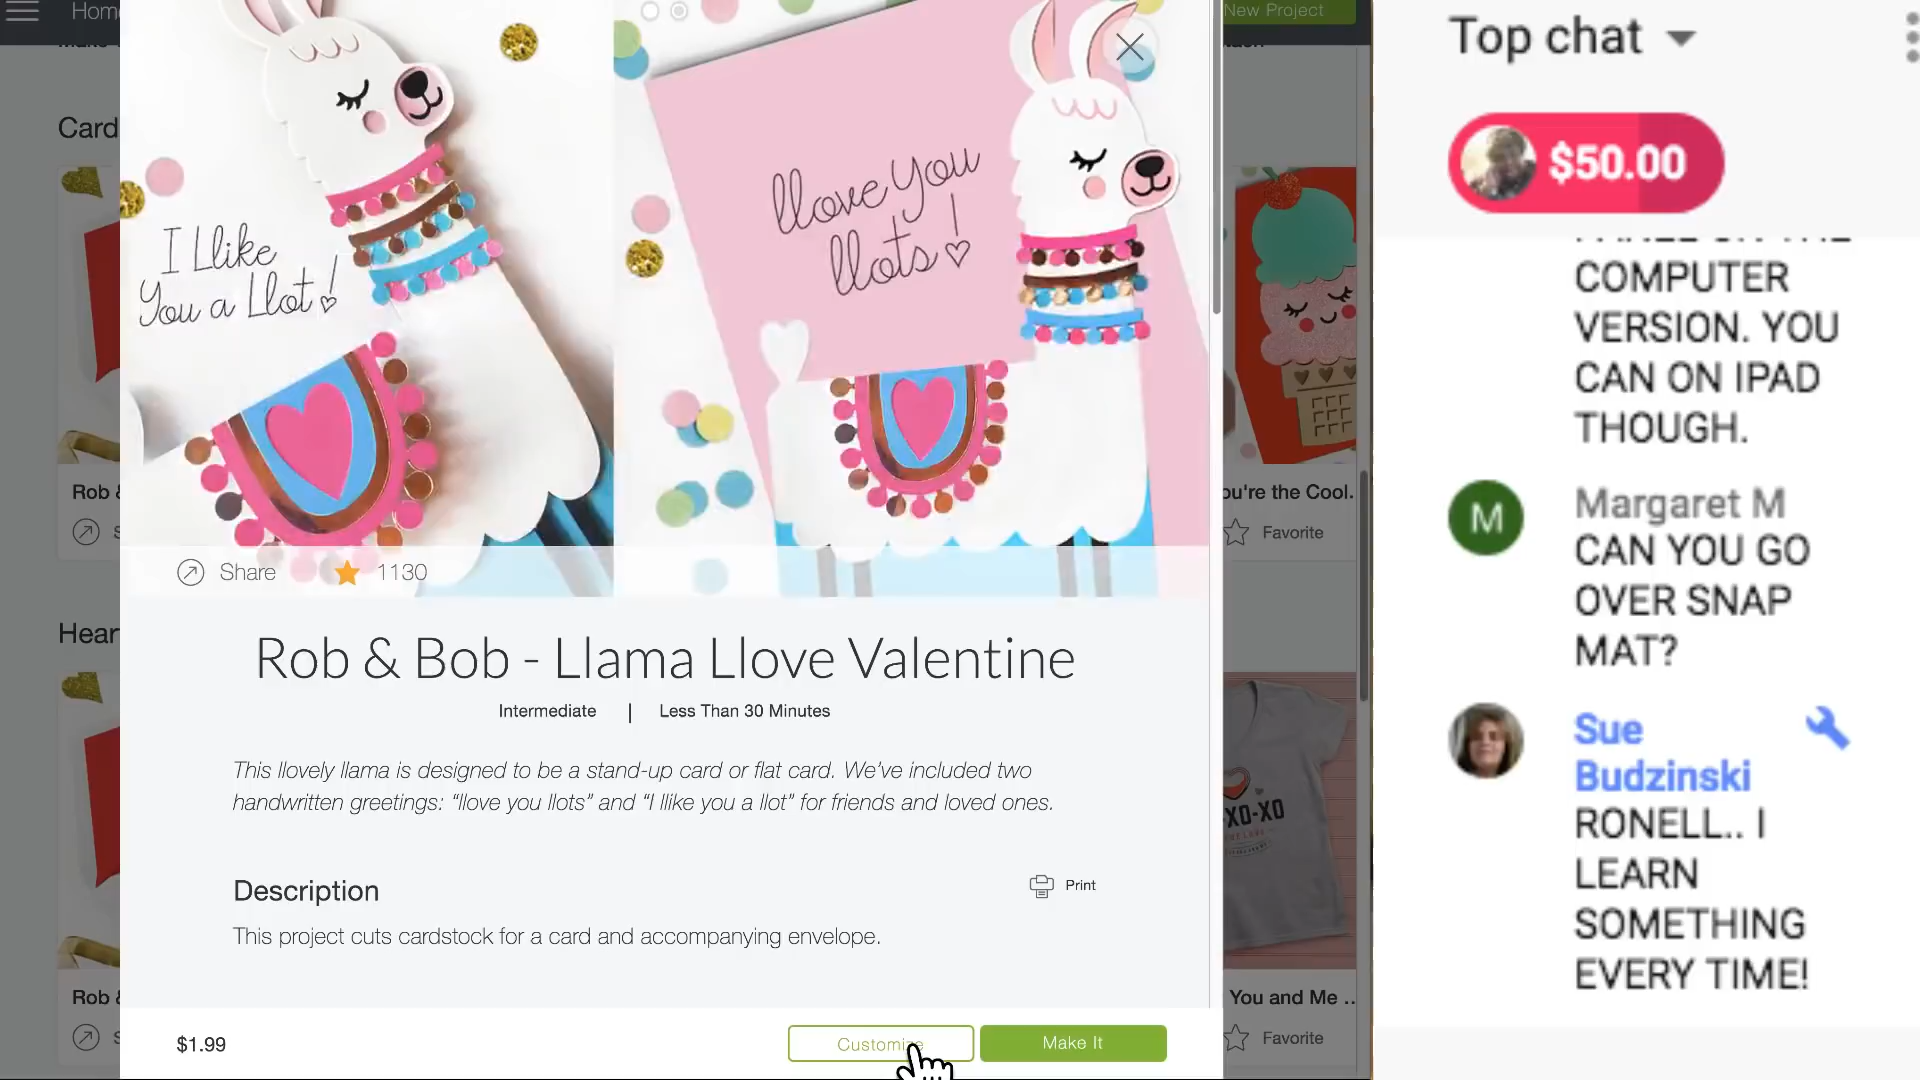 Home
New Project
Top chat
$50.00
Card
I Llike
You a Llot!
llove you
llots!
COMPUTER
VERSION. YOU
CAN ON IPAD
THOUGH.
Rob &
ou're the Cool.
Favorite
M
Margaret M
CAN YOU GO
OVER SNAP
MAT?
Share
1130
Hear
Rob & Bob - Llama Llove Valentine
Intermediate | Less Than 30 Minutes
This llovely llama is designed to be a stand-up card or flat card. We've included two
handwritten greetings: "llove you llots" and "I llike you a llot" for friends and loved ones.
XO-XO
Sue
Budzinski
RONELL.. I
LEARN
SOMETHING
EVERY TIME!
Description
Print
This project cuts cardstock for a card and accompanying envelope.
Rob &
You and Me ..
Favorite
$1.99
Customize
Make It